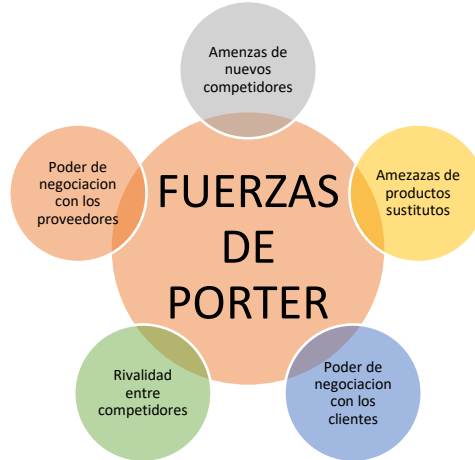 Amenzas de
nuevos
competidores
Poder de
negociacion
con los
proveedores
FUERZAS
DE
PORTER
Amezazas de
productos
sustitutos
Rivalidad
entre
competidores
Poder de
negociacion
con los
clientes